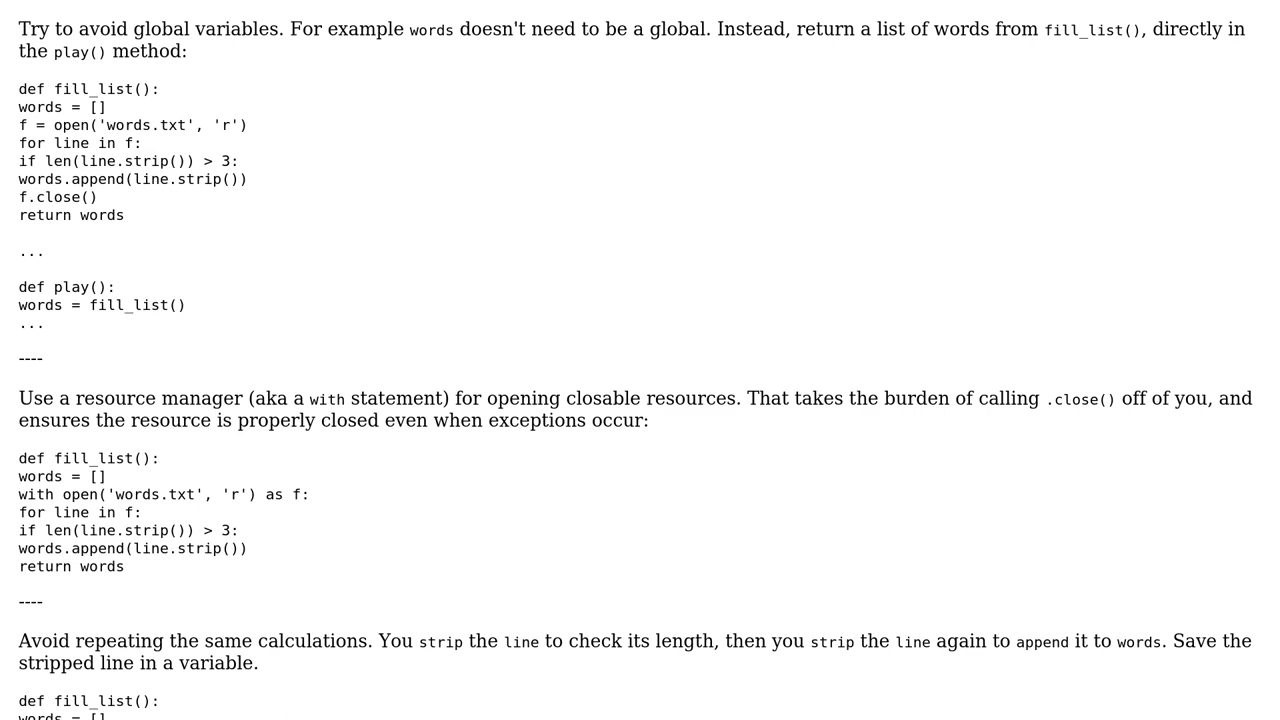 Try to avoid global variables. For example words doesn't need to be a global. Instead, return a list of words from fill_list(), directly in
the play() method:
def fill_list():
words = []
f = open('words.txt', 'r')
for line in f:
if len(line.strip()) > 3:
words.append(line.strip())
f.close()
return words
...
def play():
words = fill_list()
...
----
Use a resource manager (aka a with statement) for opening closable resources. That takes the burden of calling .close() off of you, and
ensures the resource is properly closed even when exceptions occur:
def fill_list():
words = []
with open('words.txt', 'r') as f:
for line in f:
if len(line.strip()) > 3:
words.append(line.strip())
return words
----
Avoid repeating the same calculations. You strip the line to check its length, then you strip the line again to append it to words. Save the
stripped line in a variable.
def fill_list():
words = []